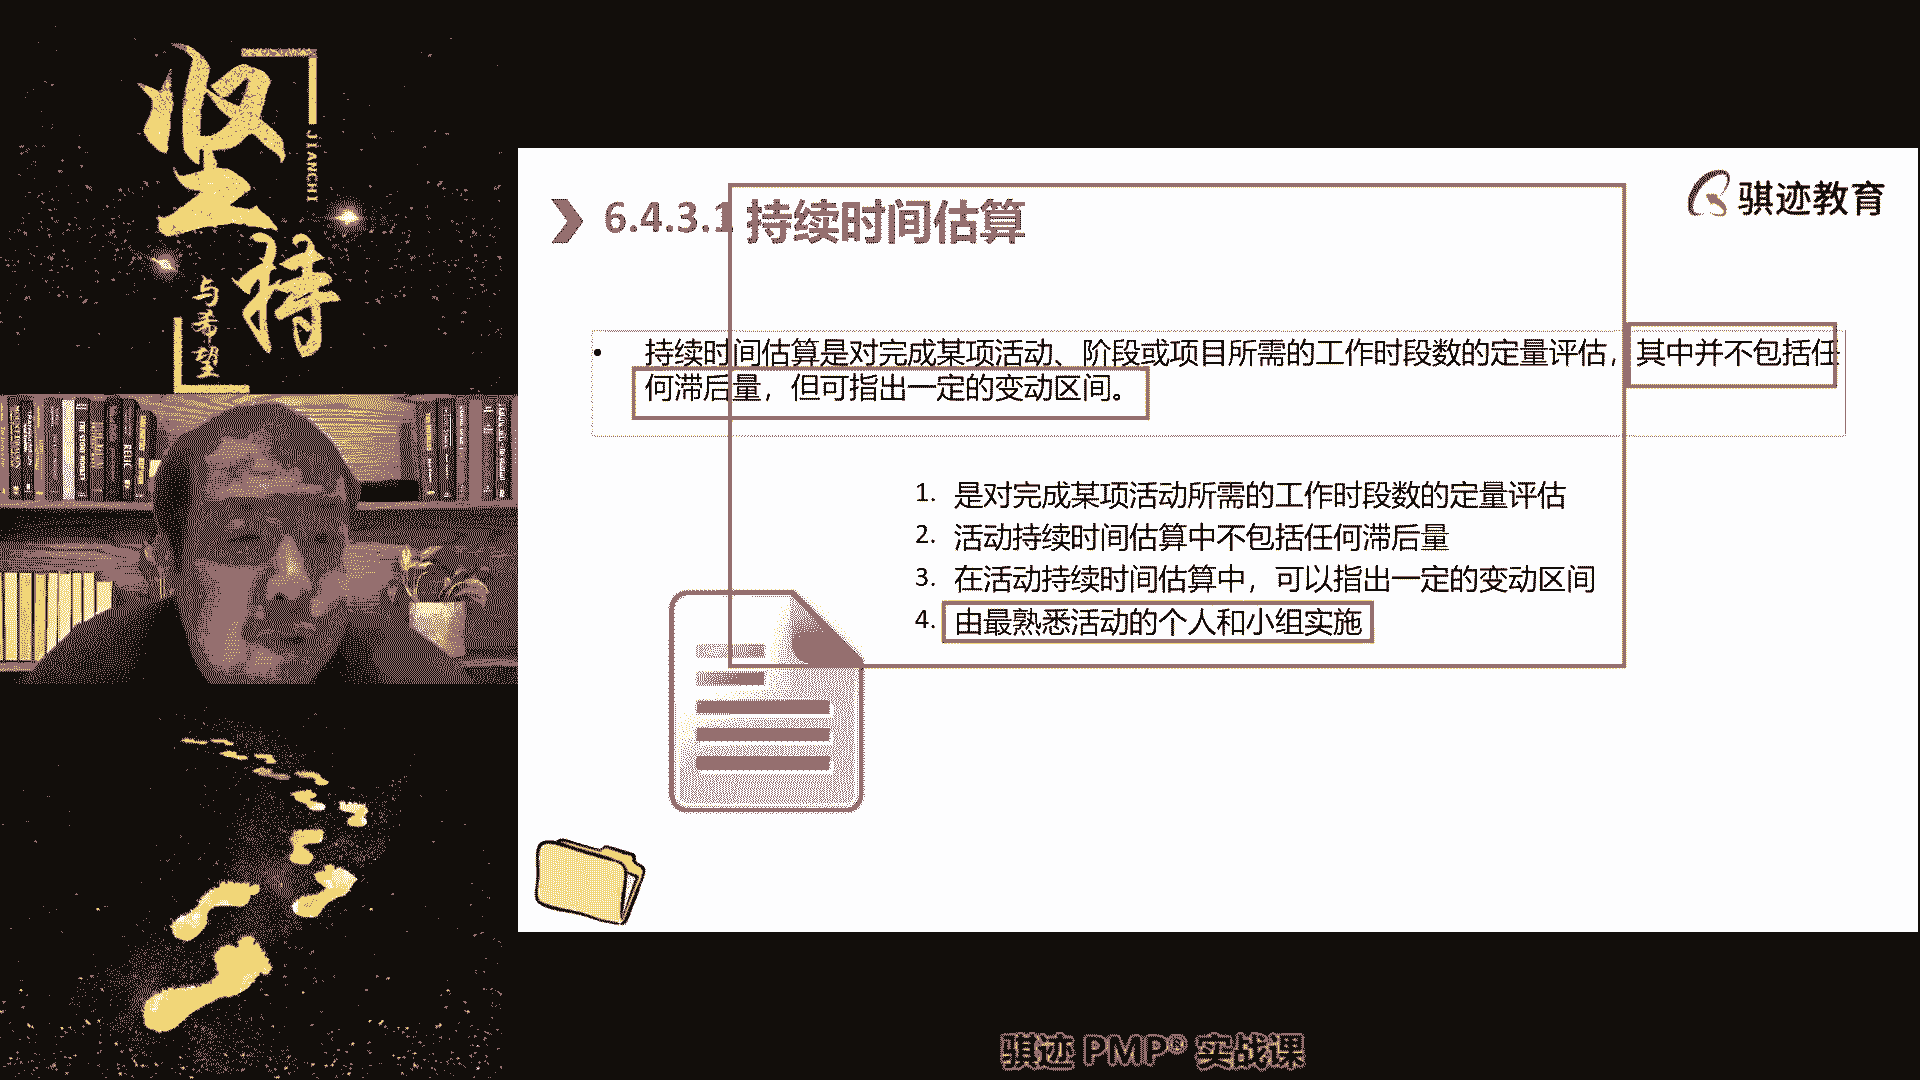 坚持
JIANCHI
与希望
骐迹教育
6.4.3.1 持续时间估算
• 持续时间估算是对完成某项活动、阶段或项目所需的工作时段数的定量评估，其中并不包括任
何滞后量，但可指出一定的变动区间。
1. 是对完成某项活动所需的工作时段数的定量评估
2. 活动持续时间估算中不包括任何滞后量
3. 在活动持续时间估算中，可以指出一定的变动区间
4. 由最熟悉活动的个人和小组实施
骐迹 PMP® 实战课